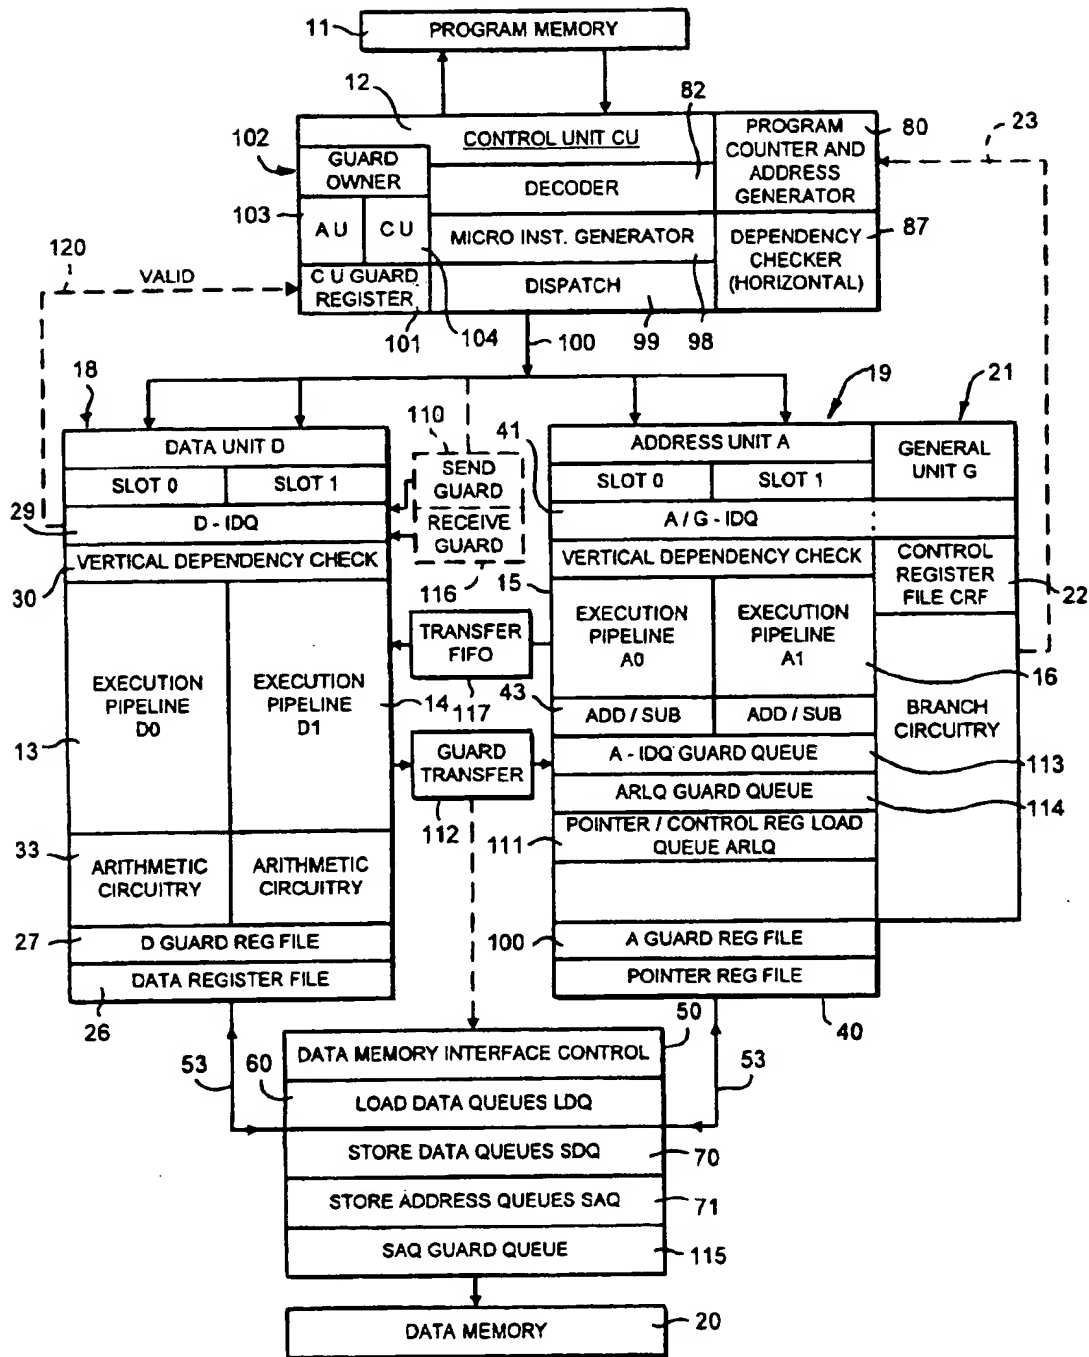 11
PROGRAM MEMORY
12
82
CONTROL UNIT CU
PROGRAM
COUNTER AND
ADDRESS
GENERATOR
80
23
102
GUARD
OWNER
DECODER
103
A U
C U
MICRO INST. GENERATOR
DEPENDENCY
CHECKER
(HORIZONTAL)
87
120
VALID
C U GUARD
REGISTER
DISPATCH
101
104
100
99
98
18
19
21
110
41
DATA UNIT D
SEND
GUARD
ADDRESS UNIT A
GENERAL
UNIT G
SLOT 0
SLOT 1
SLOT 0
SLOT 1
29
D - IDQ
RECEIVE
GUARD
A / G - IDQ
VERTICAL DEPENDENCY CHECK
VERTICAL DEPENDENCY CHECK
CONTROL
REGISTER
FILE CRF
30
116
15
22
EXECUTION
PIPELINE
D0
EXECUTION
PIPELINE
D1
TRANSFER
FIFO
EXECUTION
PIPELINE
A0
EXECUTION
PIPELINE
A1
16
14
117
43
ADD / SUB
ADD / SUB
BRANCH
CIRCUITRY
13
GUARD
TRANSFER
A - IDQ GUARD QUEUE
113
112
ARLQ GUARD QUEUE
114
33
ARITHMETIC
CIRCUITRY
ARITHMETIC
CIRCUITRY
111
POINTER / CONTROL REG LOAD
QUEUE ARLQ
27
D GUARD REG FILE
100
A GUARD REG FILE
DATA REGISTER FILE
POINTER REG FILE
26
50
40
53
60
DATA MEMORY INTERFACE CONTROL
53
LOAD DATA QUEUES LDQ
STORE DATA QUEUES SDQ
70
STORE ADDRESS QUEUES SAQ
71
SAQ GUARD QUEUE
115
DATA MEMORY
20